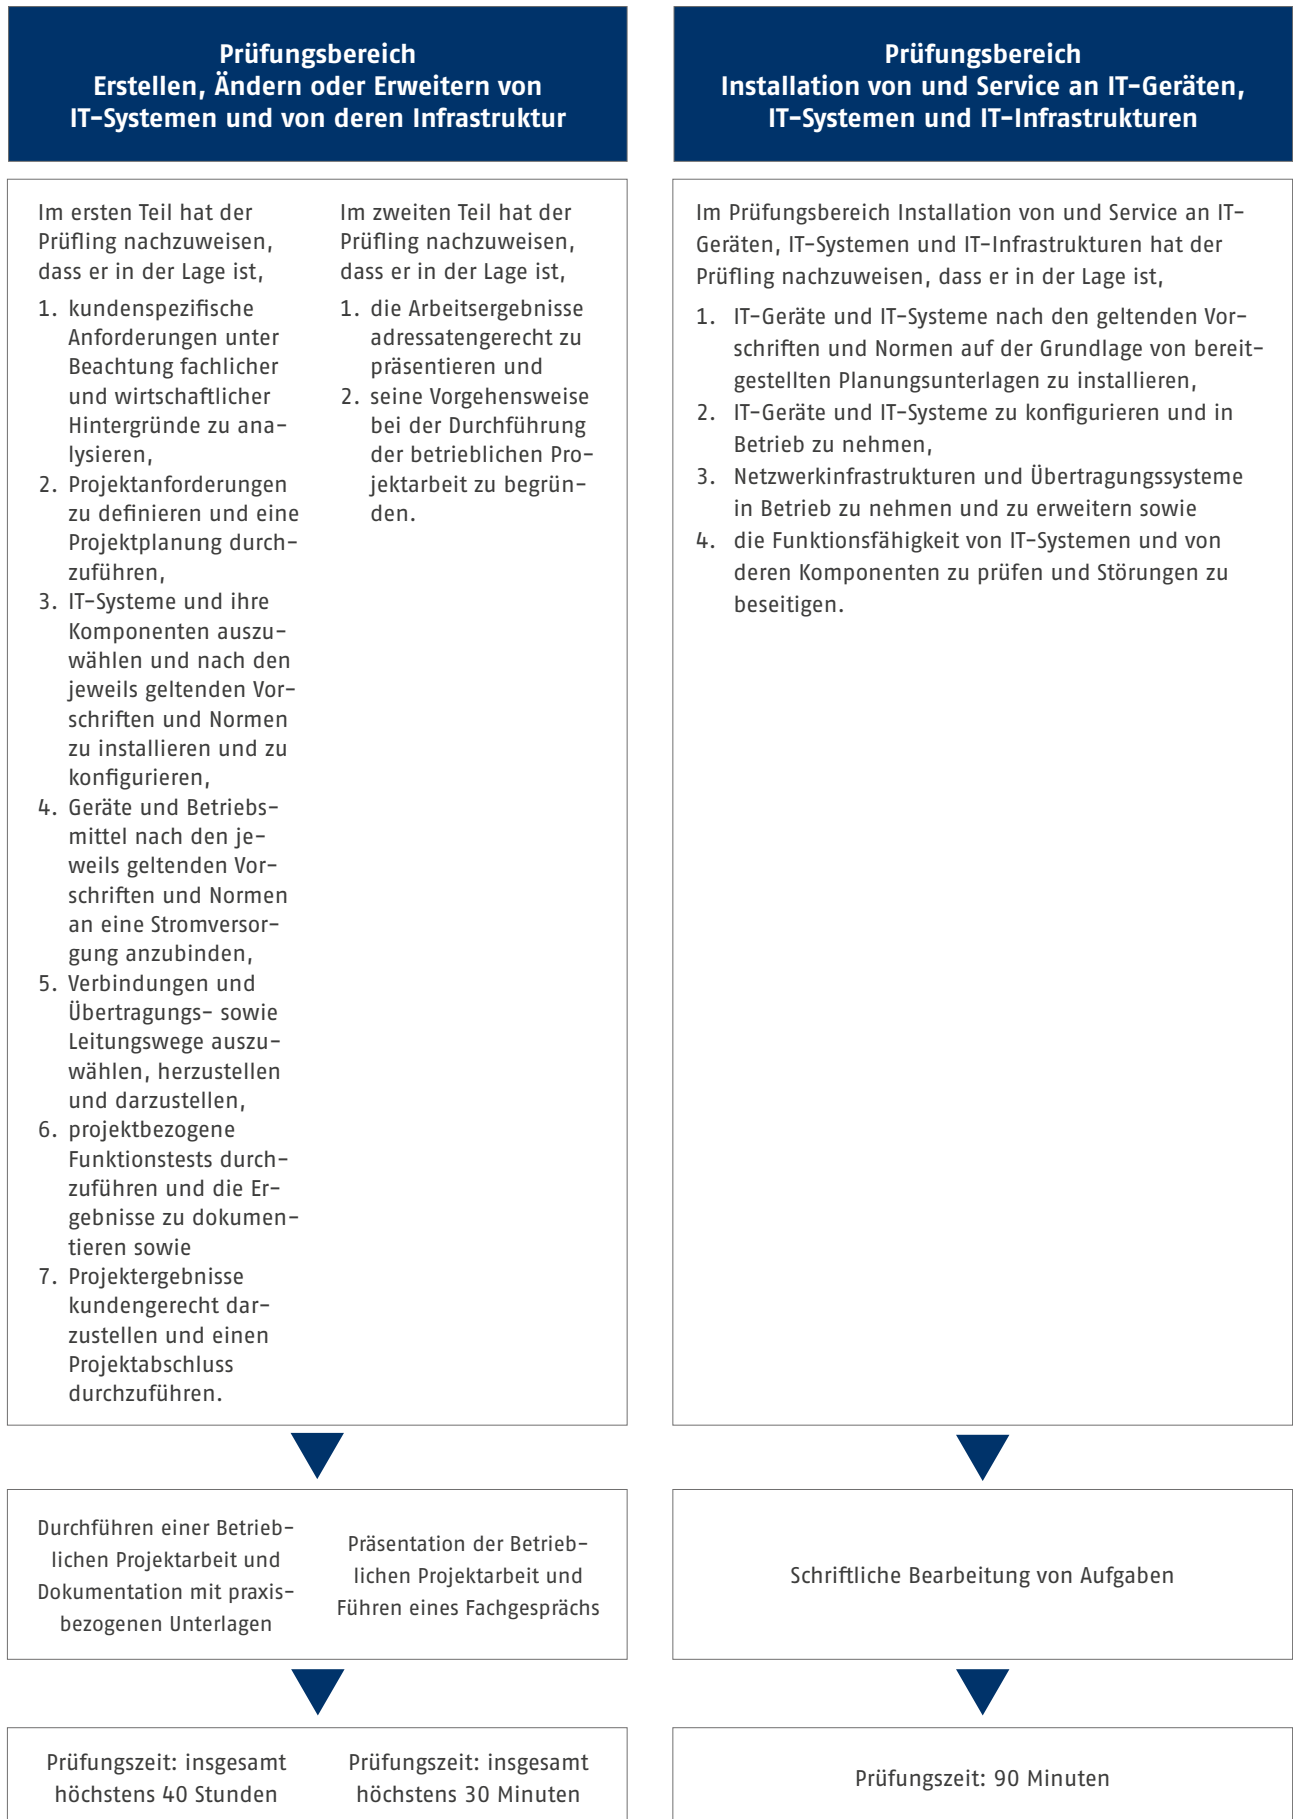 Prüfungsbereich
Erstellen, Ändern oder Erweitern von
IT-Systemen und von deren Infrastruktur
Im ersten Teil hat der
Prüfling nachzuweisen,
dass er in der Lage ist,
1. kundenspezifische
Anforderungen unter
Beachtung fachlicher
und wirtschaftlicher
Hintergründe zu ana-
lysieren,
2. Projektanforderungen
zu definieren und eine
Projektplanung durch-
zuführen,
3. IT-Systeme und ihre
Komponenten auszu-
wählen und nach den
jeweils geltenden Vor-
schriften und Normen
zu installieren und zu
konfigurieren,
4. Geräte und Betriebs-
mittel nach den je-
weils geltenden Vor-
schriften und Normen
an eine Stromversor-
gung anzubinden,
5. Verbindungen und
Übertragungs- sowie
Leitungswege auszu-
wählen, herzustellen
und darzustellen,
6. projektbezogene
Funktionstests durch-
zuführen und die Er-
gebnisse zu dokumen-
tieren sowie
7. Projektergebnisse
kundengerecht dar-
zustellen und einen
Projektabschluss
durchzuführen.
Im zweiten Teil hat der
Prüfling nachzuweisen,
dass er in der Lage ist,
1. die Arbeitsergebnisse
adressatengerecht zu
präsentieren und
2. seine Vorgehensweise
bei der Durchführung
der betrieblichen Pro-
jektarbeit zu begrün-
den.
Durchführen einer Betrieb-
lichen Projektarbeit und
Dokumentation mit praxis-
bezogenen Unterlagen
Präsentation der Betrieb-
lichen Projektarbeit und
Führen eines Fachgesprächs
Prüfungszeit: insgesamt
höchstens 40 Stunden
Prüfungszeit: insgesamt
höchstens 30 Minuten
Prüfungsbereich
Installation von und Service an IT-Geräten,
IT-Systemen und IT-Infrastrukturen
Im Prüfungsbereich Installation von und Service an IT-
Geräten, IT-Systemen und IT-Infrastrukturen hat der
Prüfling nachzuweisen, dass er in der Lage ist,
1. IT-Geräte und IT-Systeme nach den geltenden Vor-
schriften und Normen auf der Grundlage von bereit-
gestellten Planungsunterlagen zu installieren,
2. IT-Geräte und IT-Systeme zu konfigurieren und in
Betrieb zu nehmen,
3. Netzwerkinfrastrukturen und Übertragungssysteme
in Betrieb zu nehmen und zu erweitern sowie
4. die Funktionsfähigkeit von IT-Systemen und von
deren Komponenten zu prüfen und Störungen zu
beseitigen.
Schriftliche Bearbeitung von Aufgaben
Prüfungszeit: 90 Minuten